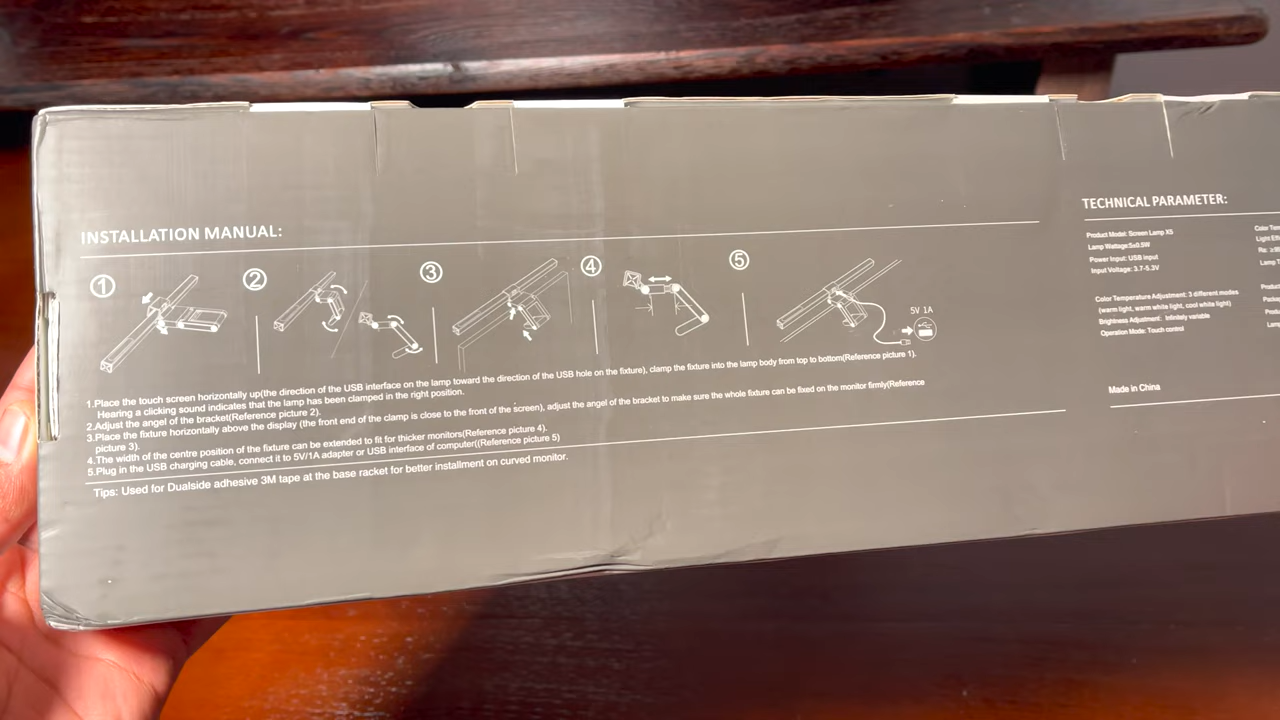 INSTALLATION MANUAL:
1
2
3
4
5
5V 1A
1.Place the touch screen horizontally up(the direction of the USB interface on the lamp toward the direction of the USB hole on the fixture), clamp the fixture into the lamp body from top to bottom(Reference picture 1).
Hearing a clicking sound indicates that the lamp has been clamped in the right position.
2.Adjust the angel of the bracket(Reference picture 2).
3.Place the fixture horizontally above the display (the front end of the clamp is close to the front of the screen), adjust the angel of the bracket to make sure the whole fixture can be fixed on the monitor firmly(Reference
picture 3).
4.The width of the centre position of the fixture can be extended to fit for thicker monitors(Reference picture 4).
5.Plug in the USB charging cable, connect it to 5V/1A adapter or USB interface of computer((Reference picture 5)
Tips: Used for Dualside adhesive 3M tape at the base racket for better installment on curved monitor.
TECHNICAL PARAMETER:
Product Model: Screen Lamp X5
Lamp Wattage:5x0.5W
Power Input: USB input
Input Voltage: 3.7-5.3V
Color Temperature Adjustment: 3 different modes
(warm light, warm white light, cool white light)
Brightness Adjustment: Infinitely variable
Operation Mode: Touch control
Made in China
Color
Light
Lamp